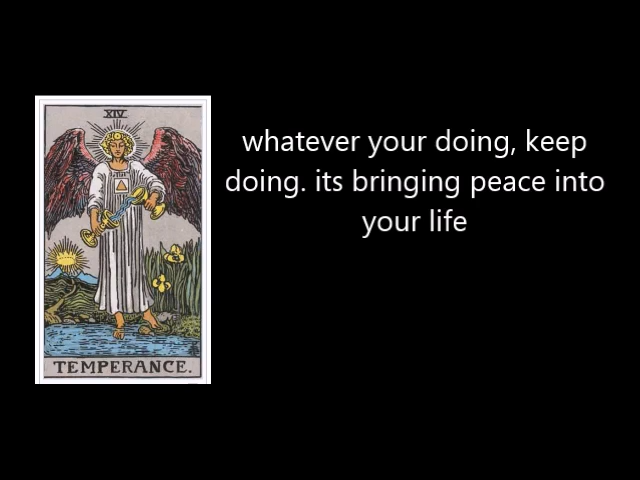 XIV
whatever your doing, keep
doing. its bringing peace into
your life
TEMPERANCE.